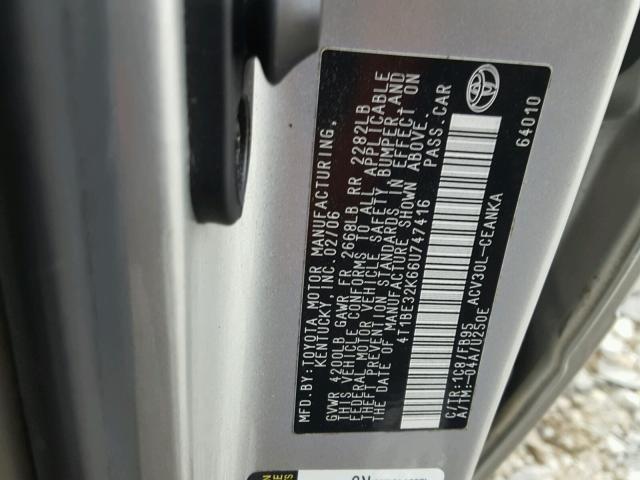 MFD.BY:TOYOTA MOTOR MANUFACTURING,
KENTUCKY, INC. 02/06
GVWR 4200LB GAWR FR 2668LB RR 2282LB
THIS VEHICLE CONFORMS TO ALL APPLICABLE
FEDERAL MOTOR VEHICLE SAFETY BUMPER,AND
THEFT PREVENTION STANDARDS IN EFFECT ON
THE DATE OF MANUFACTURE SHOWN ABOVE.
4T1BE32K66U747416 PASS.CAR
C/TR:1C8/FB95 ACV30L-CEANKA
A/TM:-04A/U250E
64010